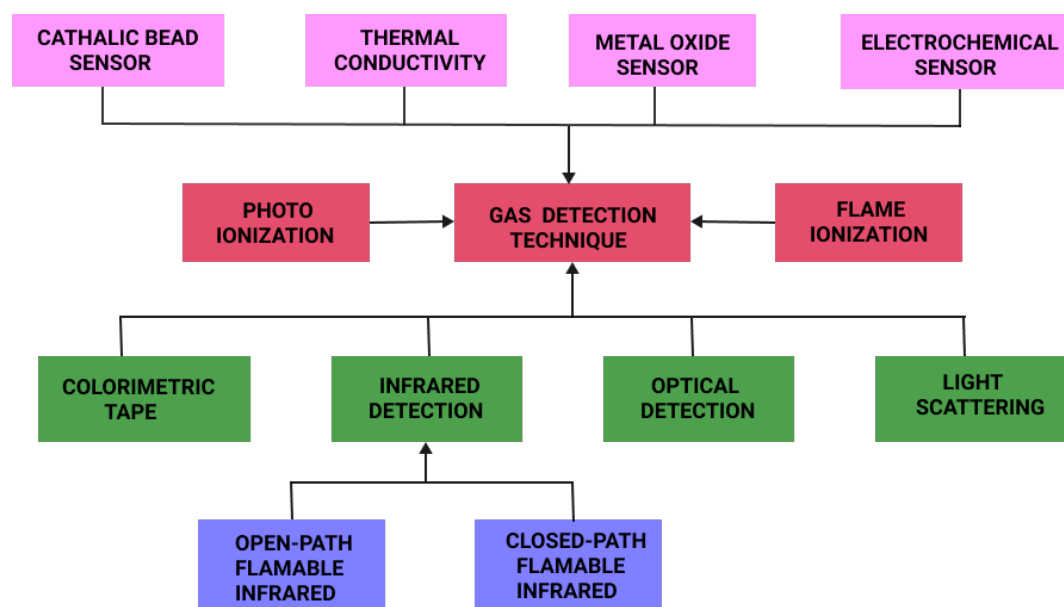 CATHALIC BEAD
SENSOR
THERMAL
CONDUCTIVITY
METAL OXIDE
SENSOR
ELECTROCHEMICAL
SENSOR
PHOTO
IONIZATION
GAS DETECTION
TECHNIQUE
FLAME
IONIZATION
COLORIMETRIC
TAPE
INFRARED
DETECTION
OPTICAL
DETECTION
LIGHT
SCATTERING
OPEN-PATH
FLAMABLE
INFRARED
CLOSED-PATH
FLAMABLE
INFRARED